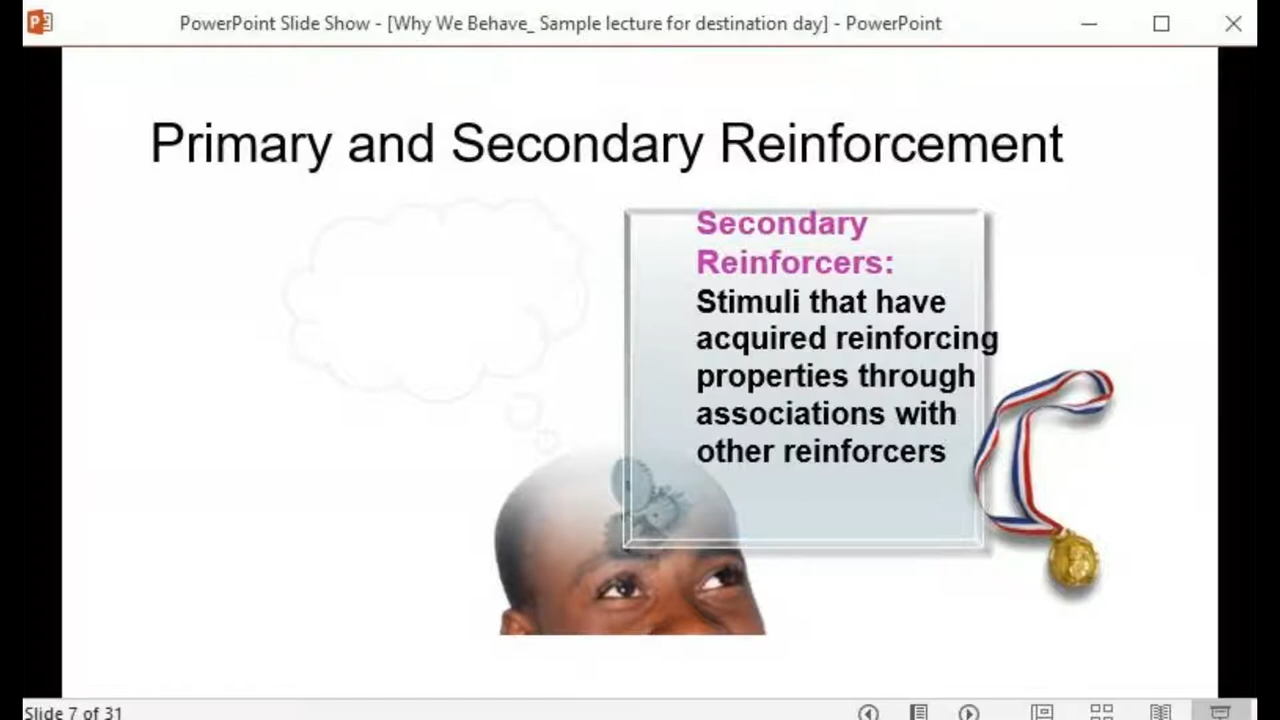 PowerPoint Slide Show - [Why We Behave_ Sample lecture for destination day] - PowerPoint
Primary and Secondary Reinforcement
Secondary
Reinforcers:
Stimuli that have
acquired reinforcing
properties through
associations with
other reinforcers
Slide 7 of 31